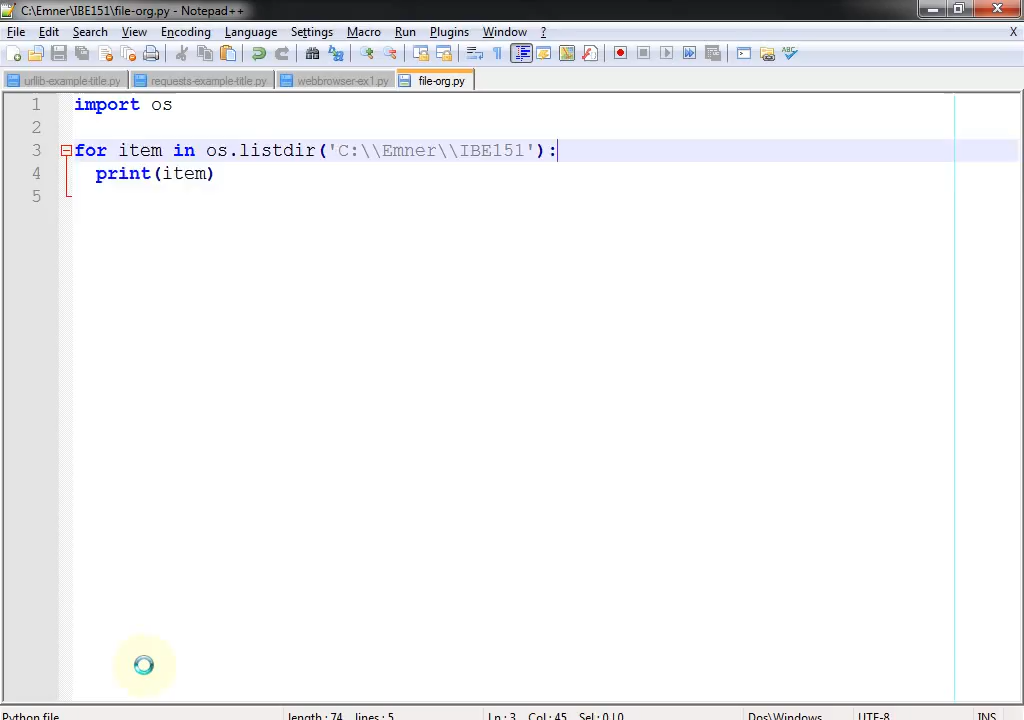 C:\Emner\IBE151\file-org.py - Notepad++
File Edit Search View Encoding Language Settings Macro Run Plugins Window ? X
urllib-example-title.py requests-example-title.py webbrowser-ex1.py file-org.py
1 import os
2
3 for item in os.listdir('C:\\Emner\\IBE151'):
4 print(item)
5
Python file length : 74 lines : 5 Ln : 3 Col : 45 Sel : 0 | 0 Dos\Windows UTF-8 INS